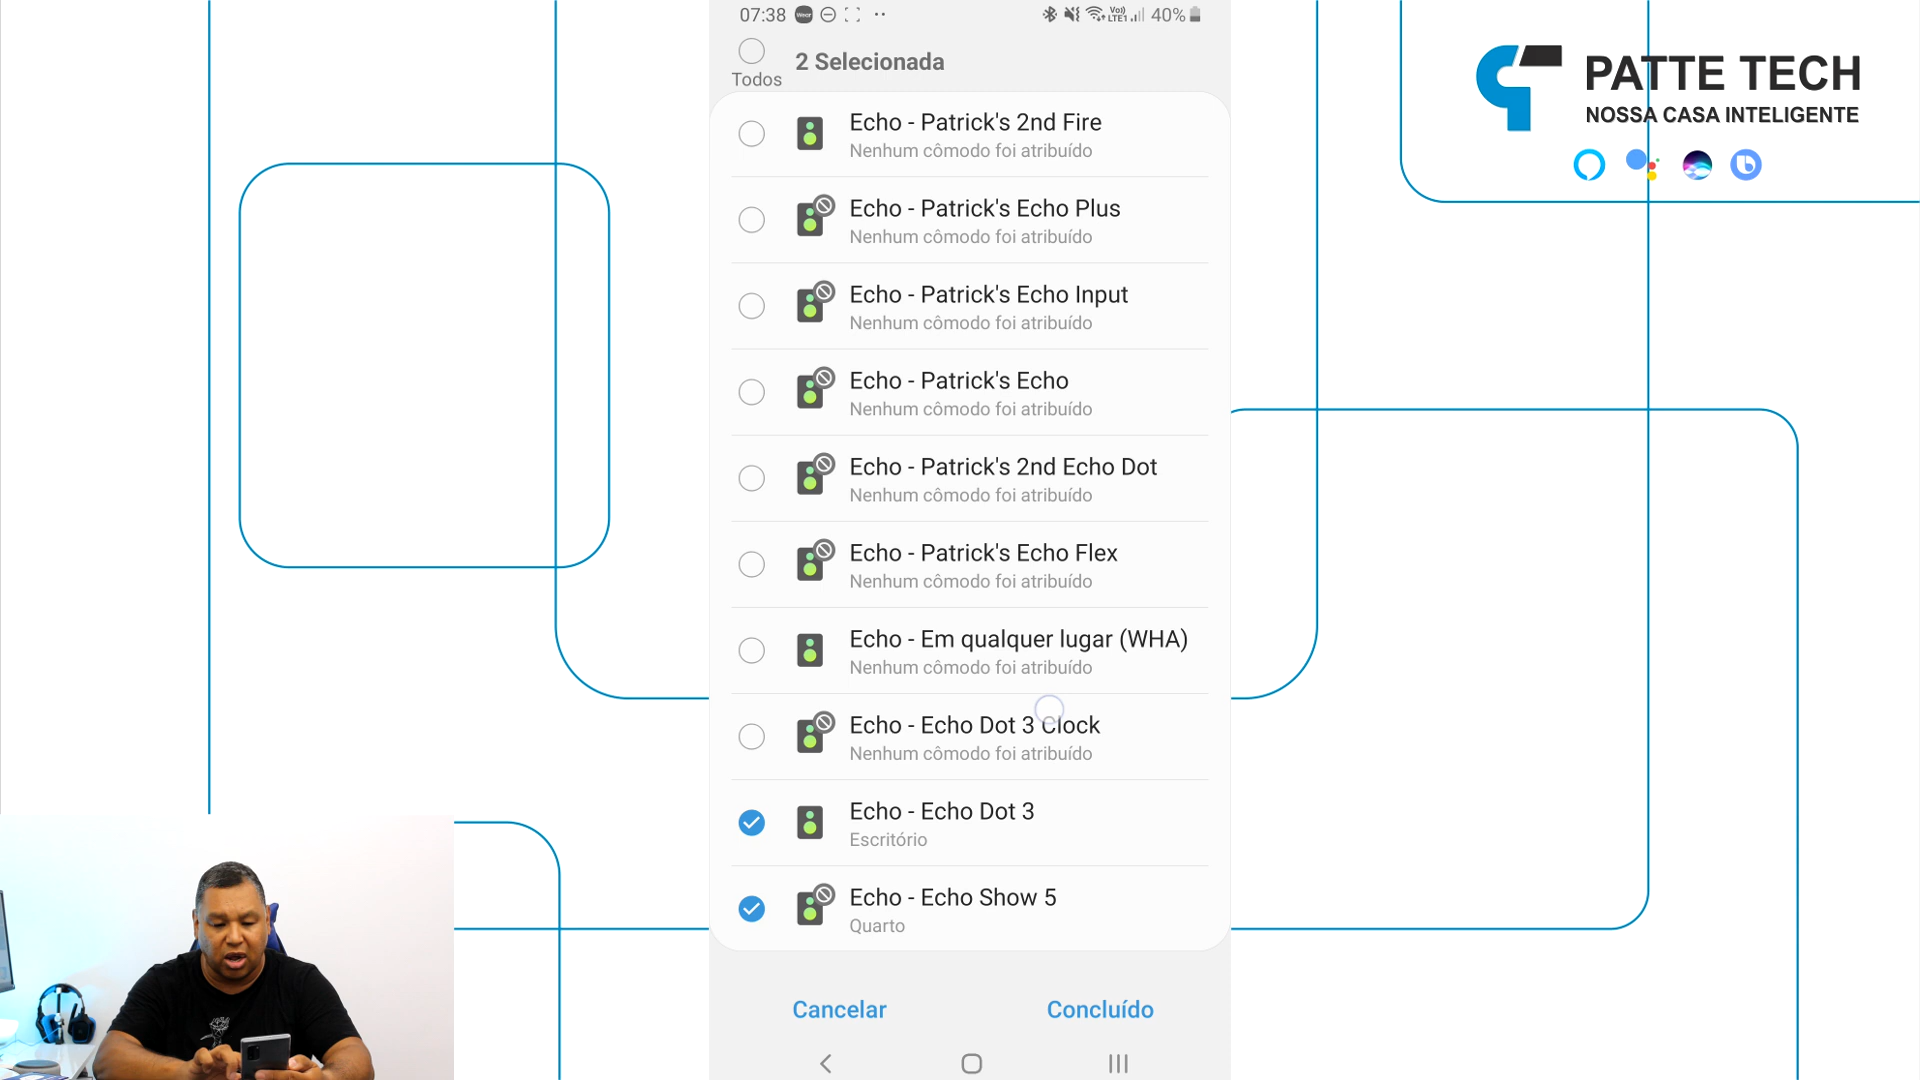 07:38
40%
Todos
2 Selecionada
Echo - Patrick's 2nd Fire
Nenhum cômodo foi atribuído
Echo - Patrick's Echo Plus
Nenhum cômodo foi atribuído
Echo - Patrick's Echo Input
Nenhum cômodo foi atribuído
Echo - Patrick's Echo
Nenhum cômodo foi atribuído
Echo - Patrick's 2nd Echo Dot
Nenhum cômodo foi atribuído
Echo - Patrick's Echo Flex
Nenhum cômodo foi atribuído
Echo - Em qualquer lugar (WHA)
Nenhum cômodo foi atribuído
Echo - Echo Dot 3 Clock
Nenhum cômodo foi atribuído
Echo - Echo Dot 3
Escritório
Echo - Echo Show 5
Quarto
Cancelar
Concluído
PATTE TECH
NOSSA CASA INTELIGENTE